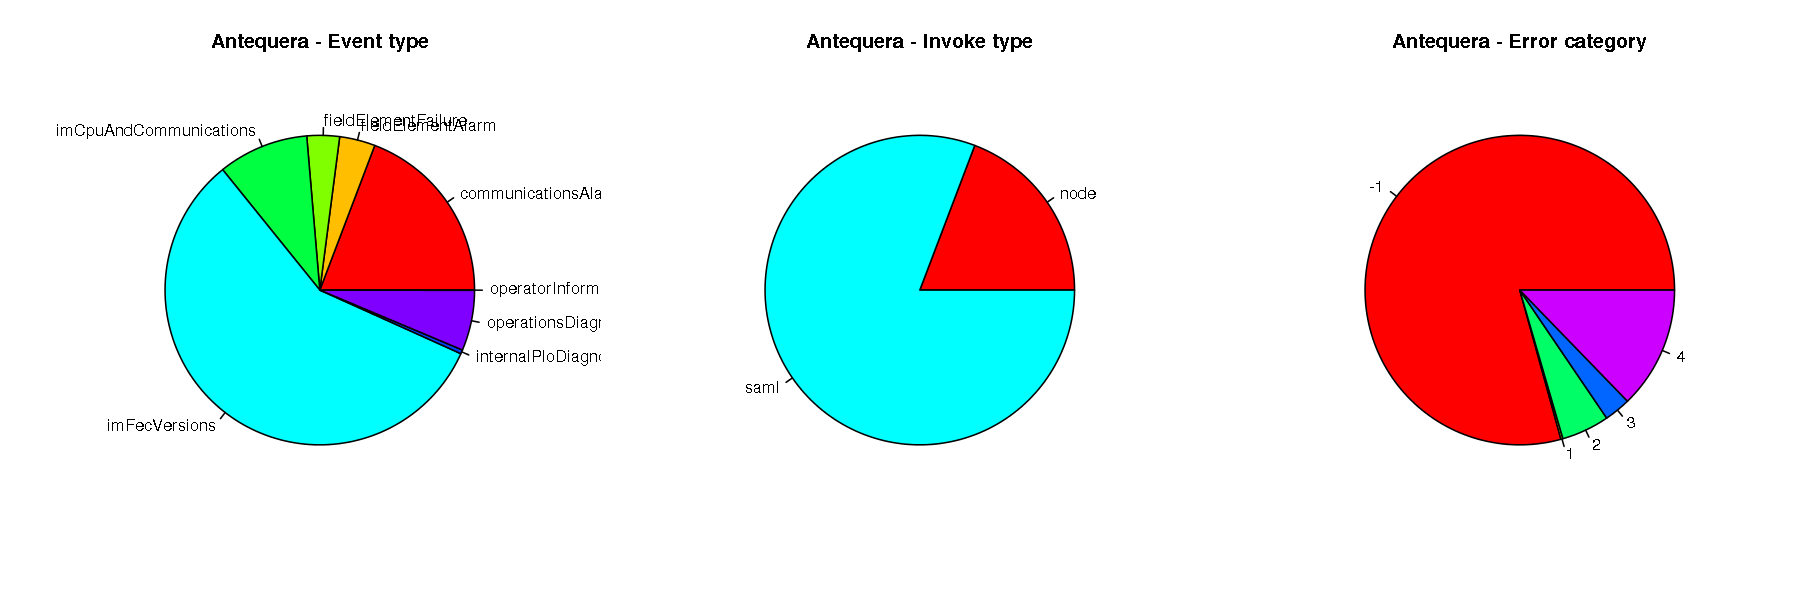 Antequera - Event type
fieldElementFailure
fieldElementAlarm
imCpuAndCommunications
communicationsAla
operatorInform
operationsDiagn
internalPloDiagno
imFecVersions
Antequera - Invoke type
node
saml
Antequera - Error category
-1
4
3
2
1